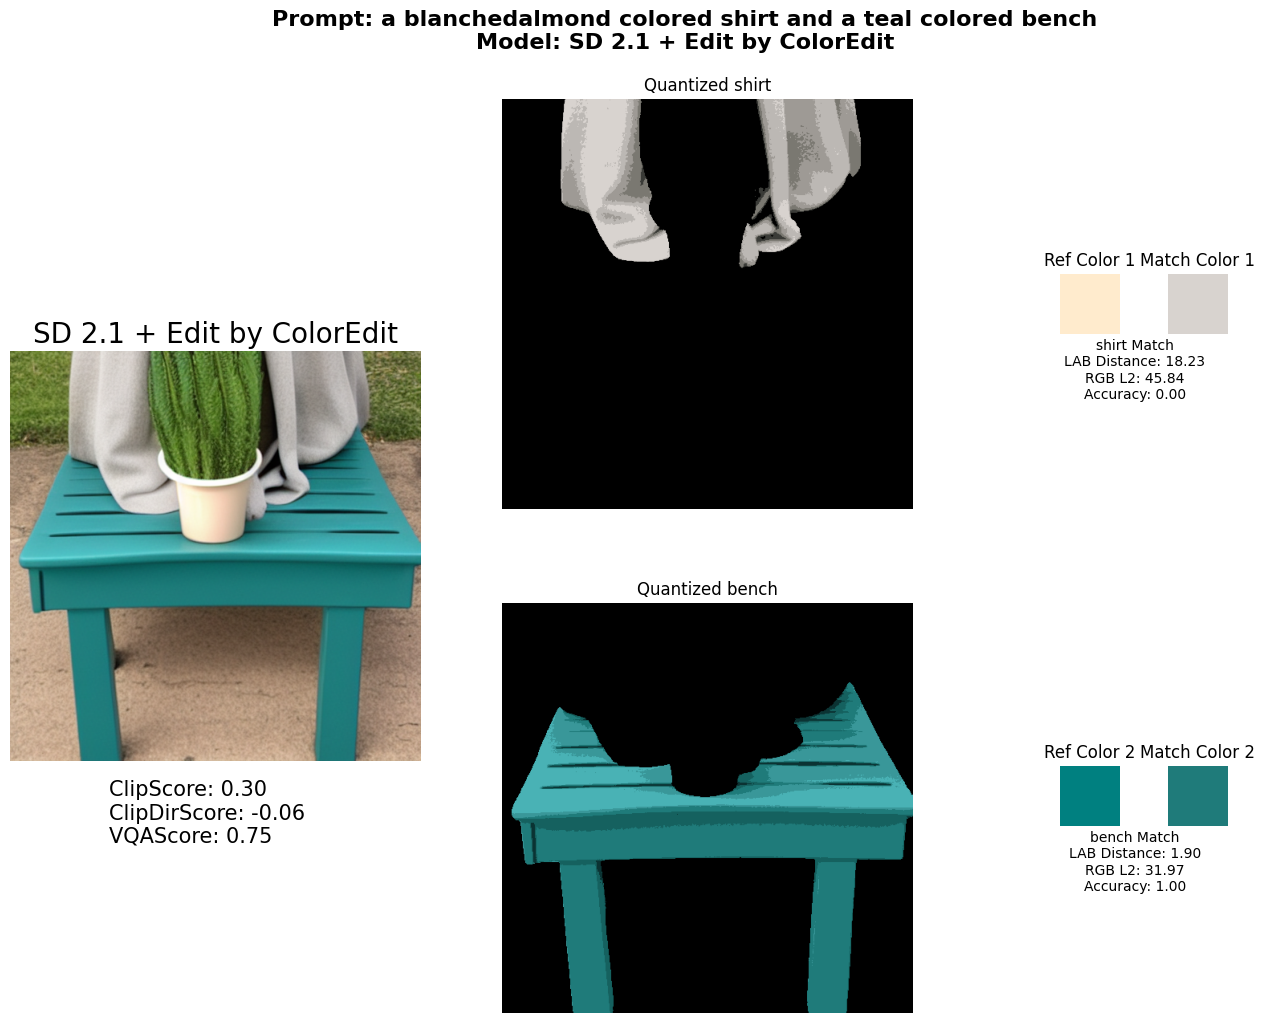 Prompt: a blanchedalmond colored shirt and a teal colored bench
Model: SD 2.1 + Edit by ColorEdit
Quantized shirt
SD 2.1 + Edit by ColorEdit
ClipScore: 0.30
ClipDirScore: -0.06
VQAScore: 0.75
Ref Color 1 Match Color 1
shirt Match
LAB Distance: 18.23
RGB L2: 45.84
Accuracy: 0.00
Quantized bench
Ref Color 2 Match Color 2
bench Match
LAB Distance: 1.90
RGB L2: 31.97
Accuracy: 1.00